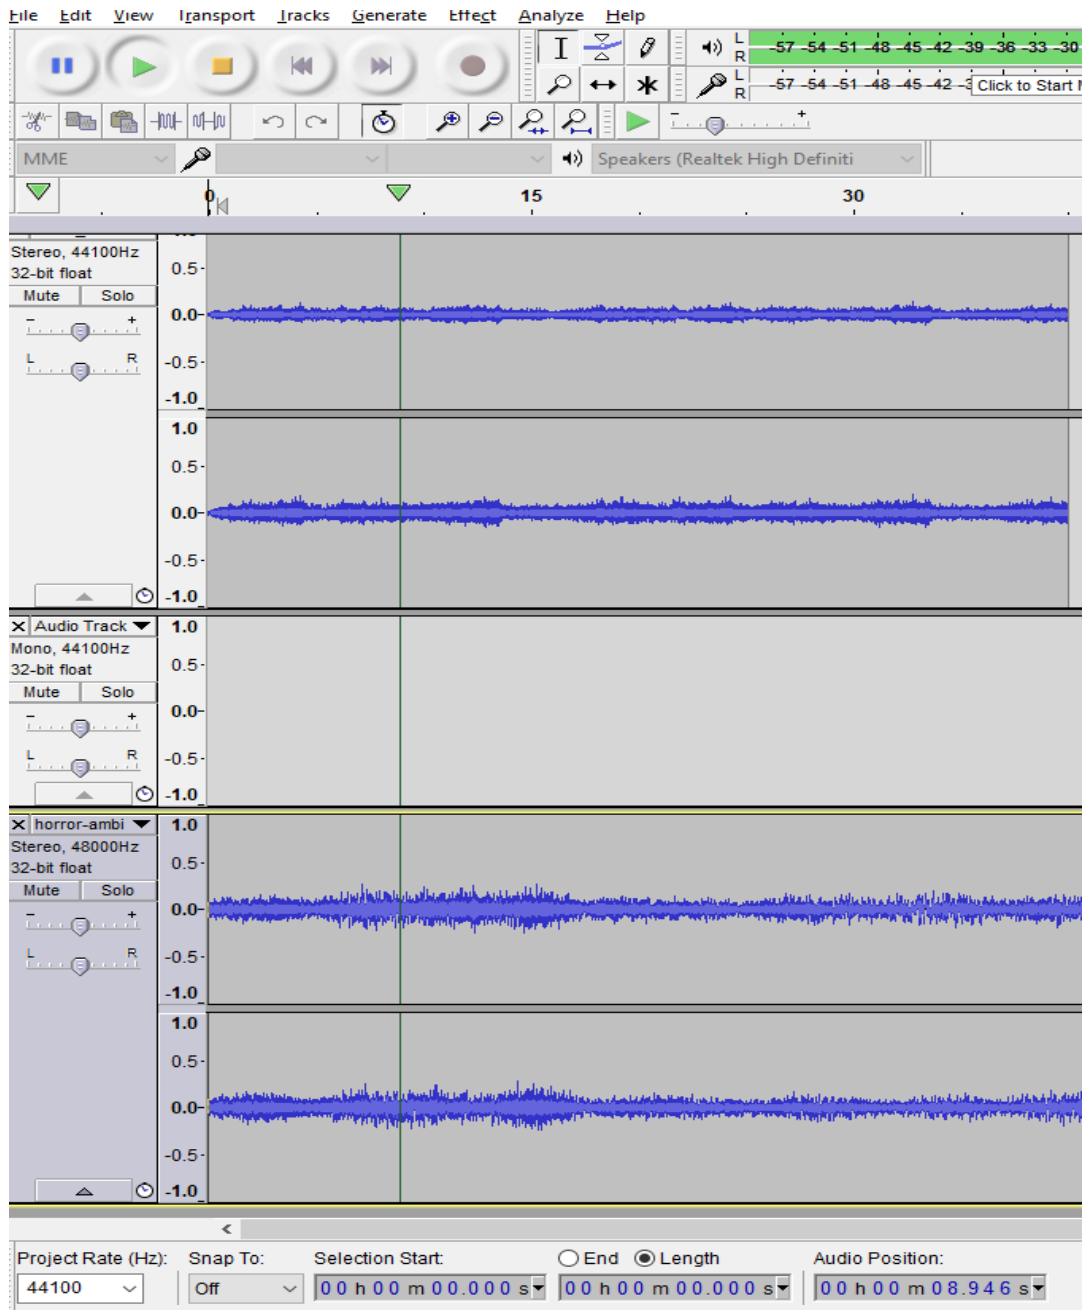 File Edit View Transport Tracks Generate Effect Analyze Help
L
R
-57 -54 -51 -48 -45 -42 -39 -36 -33 -30
L
R
-57 -54 -51 -48 -45 -42 -3 Click to Start
- +
MME Speakers (Realtek High Definiti
0 15 30
Stereo, 44100Hz
32-bit float
Mute Solo
- +
L R
0.5
0.0
-0.5
-1.0
1.0
0.5
0.0
-0.5
-1.0
X Audio Track
Mono, 44100Hz
32-bit float
Mute Solo
- +
L R
1.0
0.5
0.0
-0.5
-1.0
X horror-ambi
Stereo, 48000Hz
32-bit float
Mute Solo
- +
L R
1.0
0.5
0.0
-0.5
-1.0
1.0
0.5
0.0
-0.5
-1.0
Project Rate (Hz): Snap To: Selection Start: End Length Audio Position:
44100 Off 00 h 00 m 00.000 s 00 h 00 m 00.000 s 00 h 00 m 08.946 s